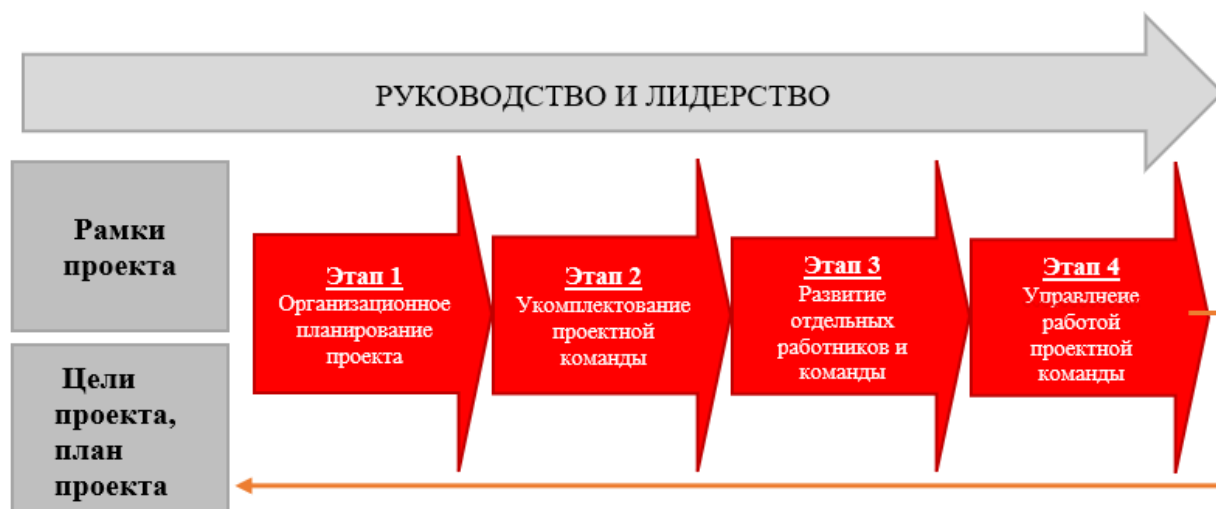 РУКОВОДСТВО И ЛИДЕРСТВО
Рамки
проекта
Цели
проекта,
план
проекта
Этап 1
Организационное
планирование
проекта
Этап 2
Укомплектование
проектной
команды
Этап 3
Развитие
отдельных
работников и
команды
Этап 4
Управлнеие
работой
проектной
команды